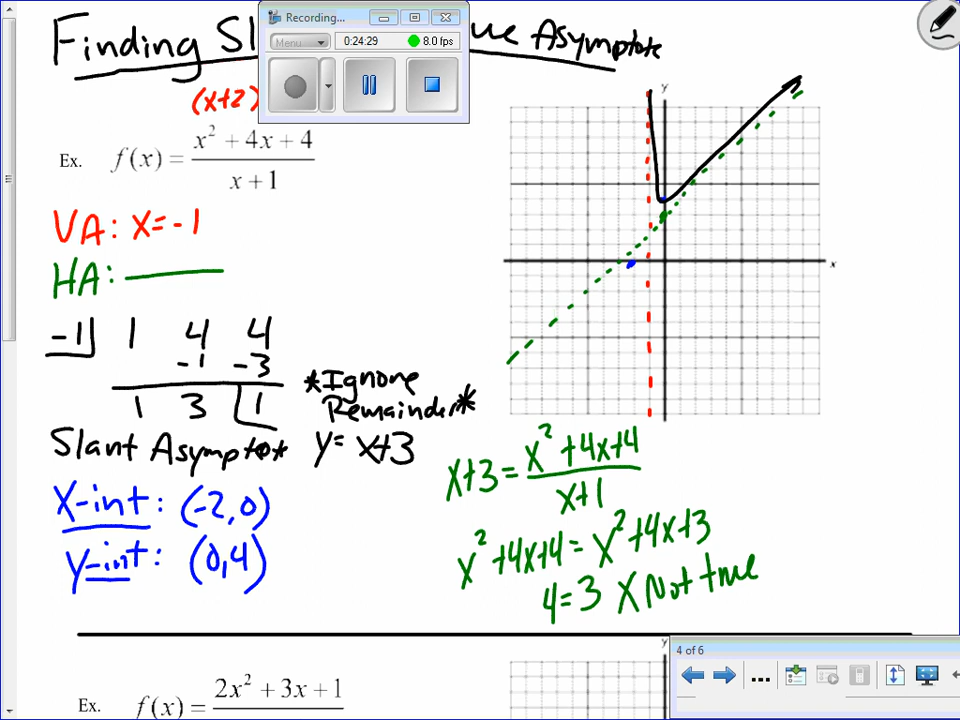 Recording...
Menu
0:24:29
8.0 fps
Finding Sl ue Asymptote
(x+2)
Ex. f(x) = x² + 4x + 4 / x + 1
VA: x = -1
HA: ———
-1| 1 4 4
-1 -3
1 3 |1
*Ignore
Remainder*
Slant Asymptote y = x+3
X-int: (-2,0)
y-int: (0,4)
y
x
x+3 = x²+4x+4 / x+1
x²+4x+4 = x²+4x+3
4=3 X Not true
4 of 6
...
Ex. f(x) = 2x² + 3x + 1
y